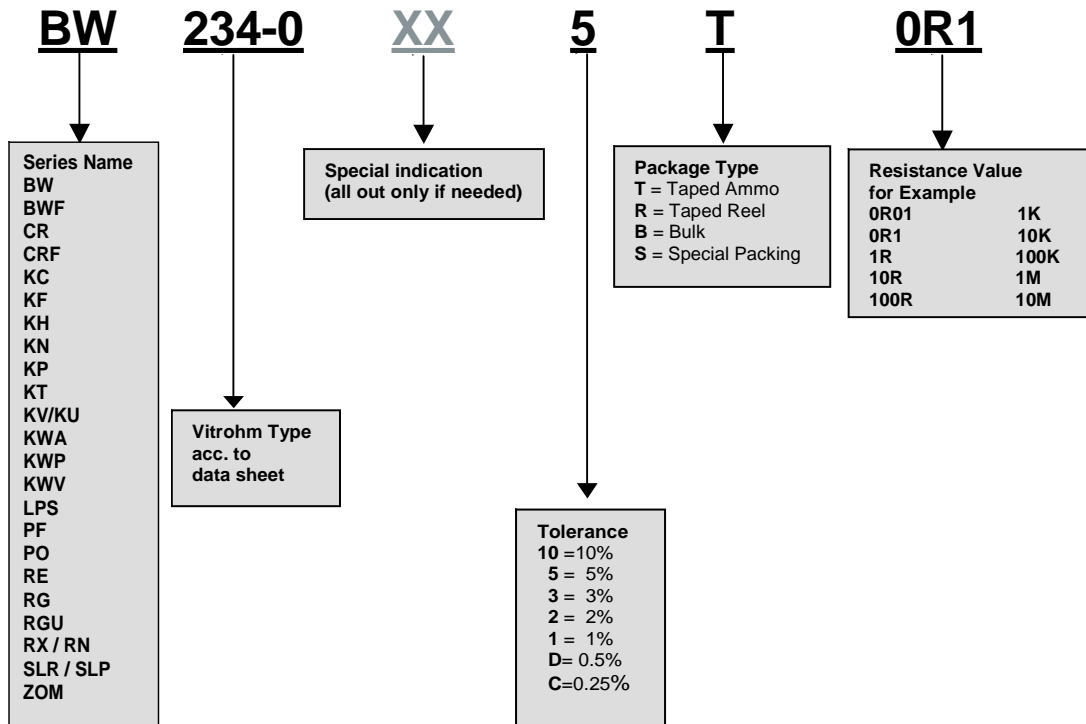 BW 234-0 XX 5 T 0R1
Series Name
BW
BWF
CR
CRF
KC
KF
KH
KN
KP
KT
KV/KU
KWA
KWP
KWV
LPS
PF
PO
RE
RG
RGU
RX / RN
SLR / SLP
ZOM
Vitrohm Type
acc. to
data sheet
Special indication
(all out only if needed)
Tolerance
10 =10%
5 = 5%
3 = 3%
2 = 2%
1 = 1%
D= 0.5%
C=0.25%
Package Type
T = Taped Ammo
R = Taped Reel
B = Bulk
S = Special Packing
Resistance Value
for Example
0R01 1K
0R1 10K
1R 100K
10R 1M
100R 10M